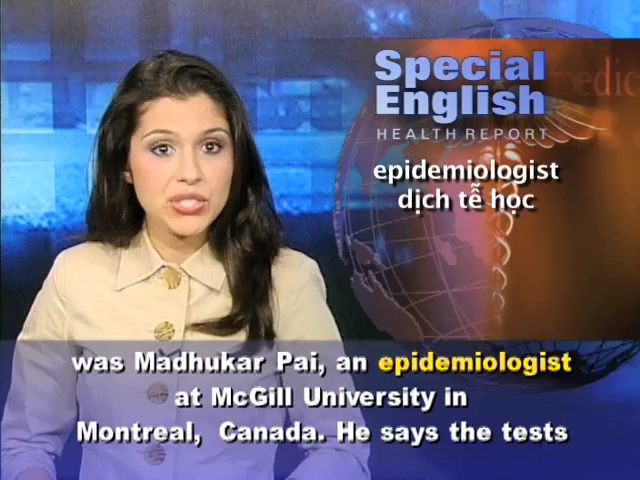 Special
English
HEALTH REPORT
medic
epidemiologist
dịch tễ học
was Madhukar Pai, an epidemiologist
at McGill University in
Montreal, Canada. He says the tests